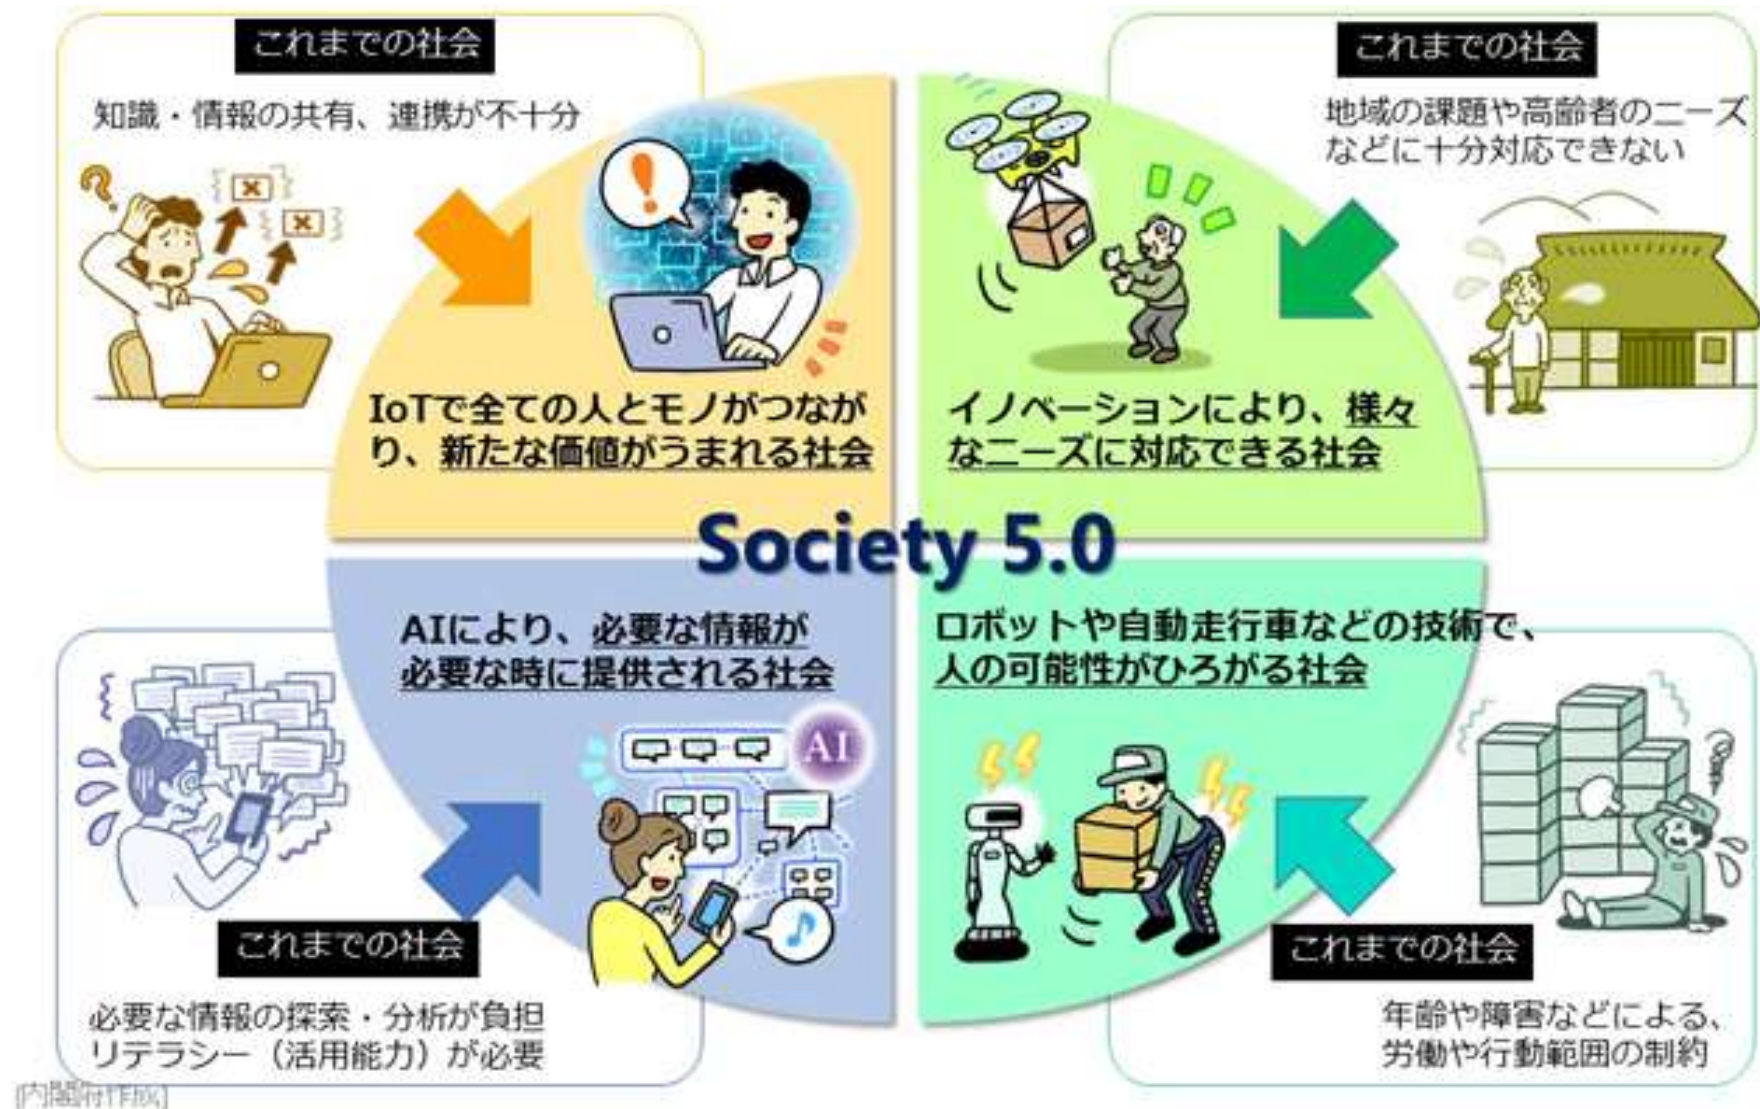 これまでの社会
知識・情報の共有、連携が不十分
IoTで全ての人とモノがつなが
り、新たな価値がうまれる社会
これまでの社会
地域の課題や高齢者のニーズ
などに十分対応できない
イノベーションにより、様々
なニーズに対応できる社会
Society 5.0
AIにより、必要な情報が
必要な時に提供される社会
AI
これまでの社会
必要な情報の探索・分析が負担
リテラシー（活用能力）が必要
ロボットや自動走行車などの技術で、
人の可能性がひろがる社会
これまでの社会
年齢や障害などによる、
労働や行動範囲の制約
[内閣府作成]